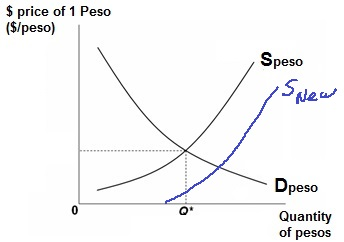 $ price of 1 Peso
($/peso)
Speso
SNew
Dpeso
0
Q*
Quantity
of pesos